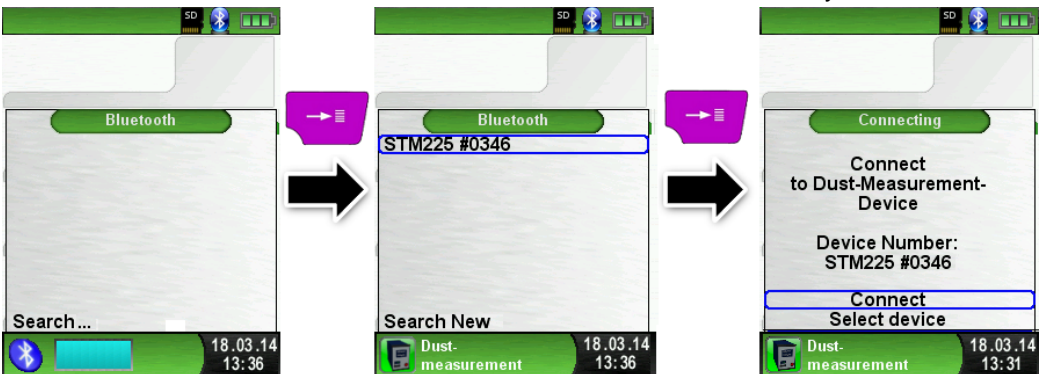 SD
Bluetooth
Search...
18.03.14
13:36
SD
Bluetooth
STM225 #0346
Search New
Dust-
measurement
18.03.14
13:36
SD
Connecting
Connect
to Dust-Measurement-
Device
Device Number:
STM225 #0346
Connect
Select device
Dust-
measurement
18.03.14
13:31